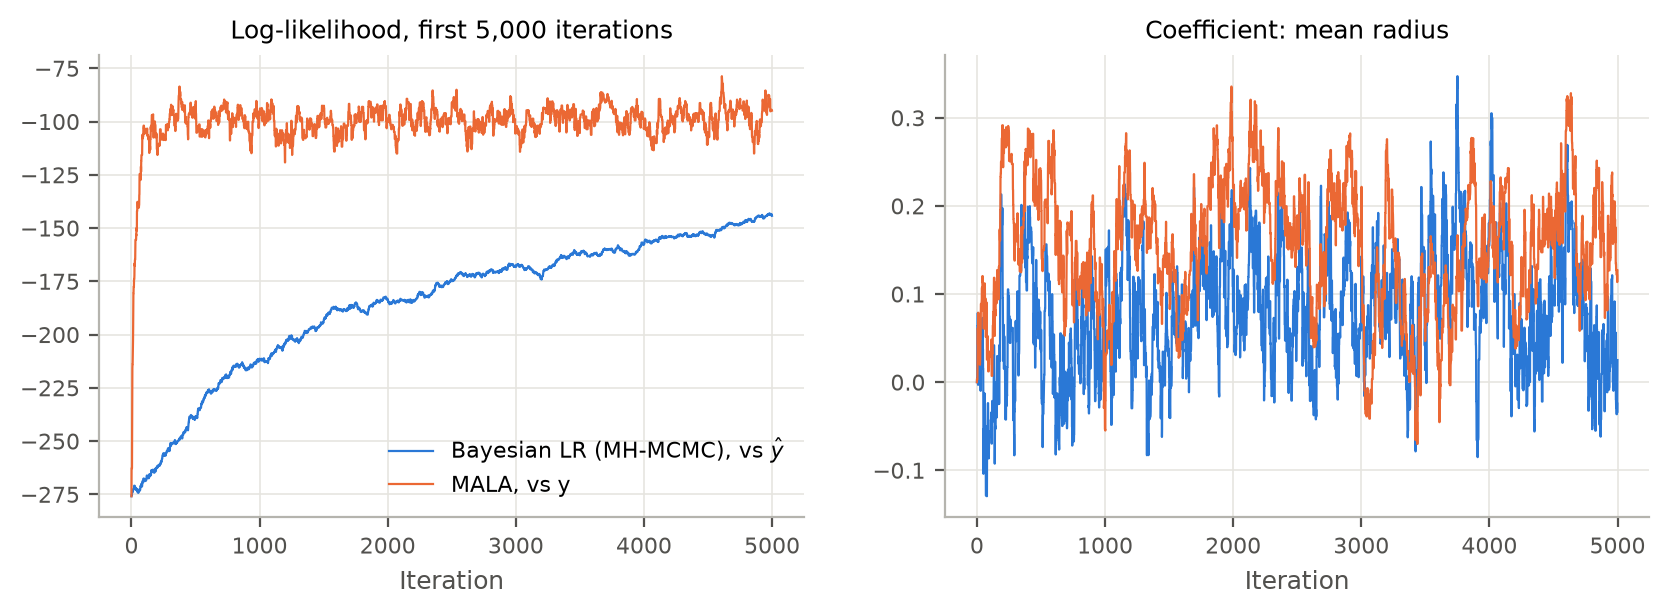 Log-likelihood, first 5,000 iterations
−75
−100
−125
−150
−175
−200
−225
−250
−275
Bayesian LR (MH-MCMC), vs ŷ
MALA, vs y
0 1000 2000 3000 4000 5000
Iteration
Coefficient: mean radius
0.3
0.2
0.1
0.0
−0.1
0 1000 2000 3000 4000 5000
Iteration